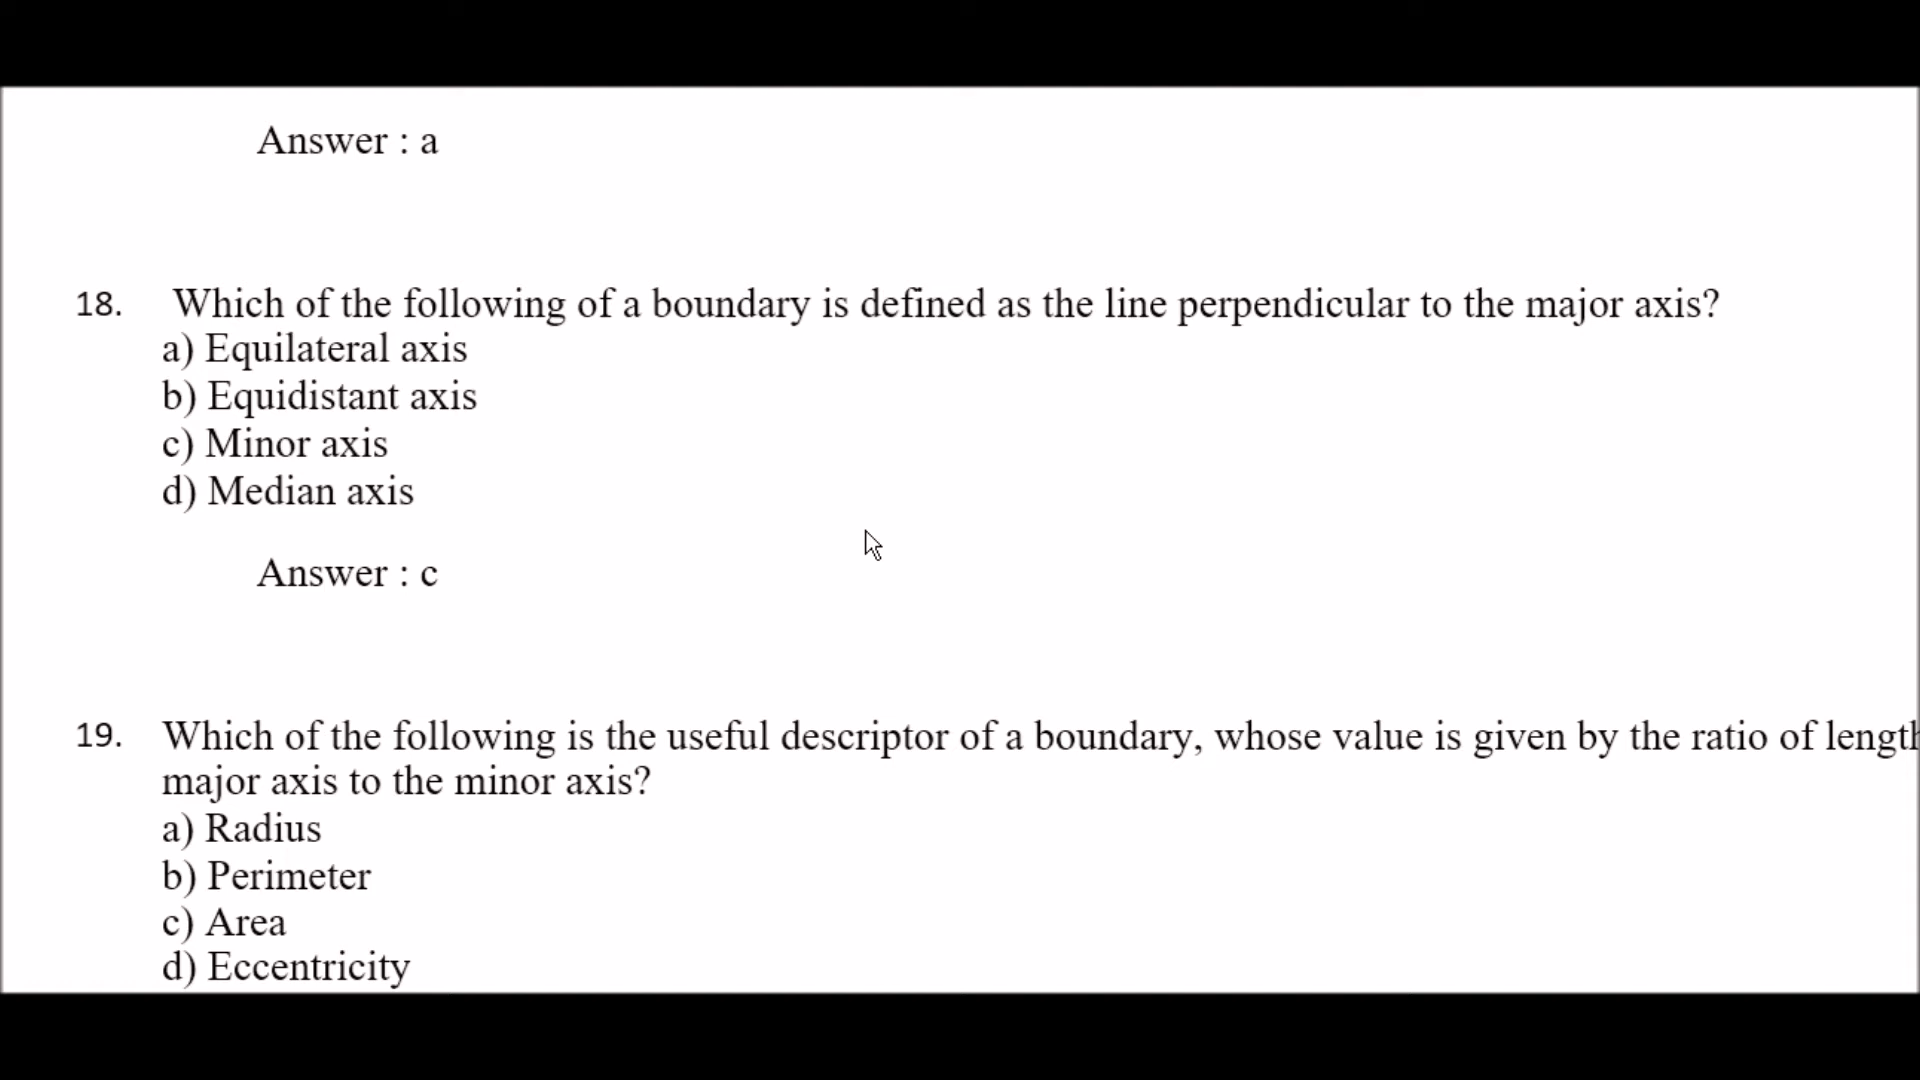 Answer : a
18. Which of the following of a boundary is defined as the line perpendicular to the major axis?
a) Equilateral axis
b) Equidistant axis
c) Minor axis
d) Median axis
Answer : c
19. Which of the following is the useful descriptor of a boundary, whose value is given by the ratio of length
major axis to the minor axis?
a) Radius
b) Perimeter
c) Area
d) Eccentricity